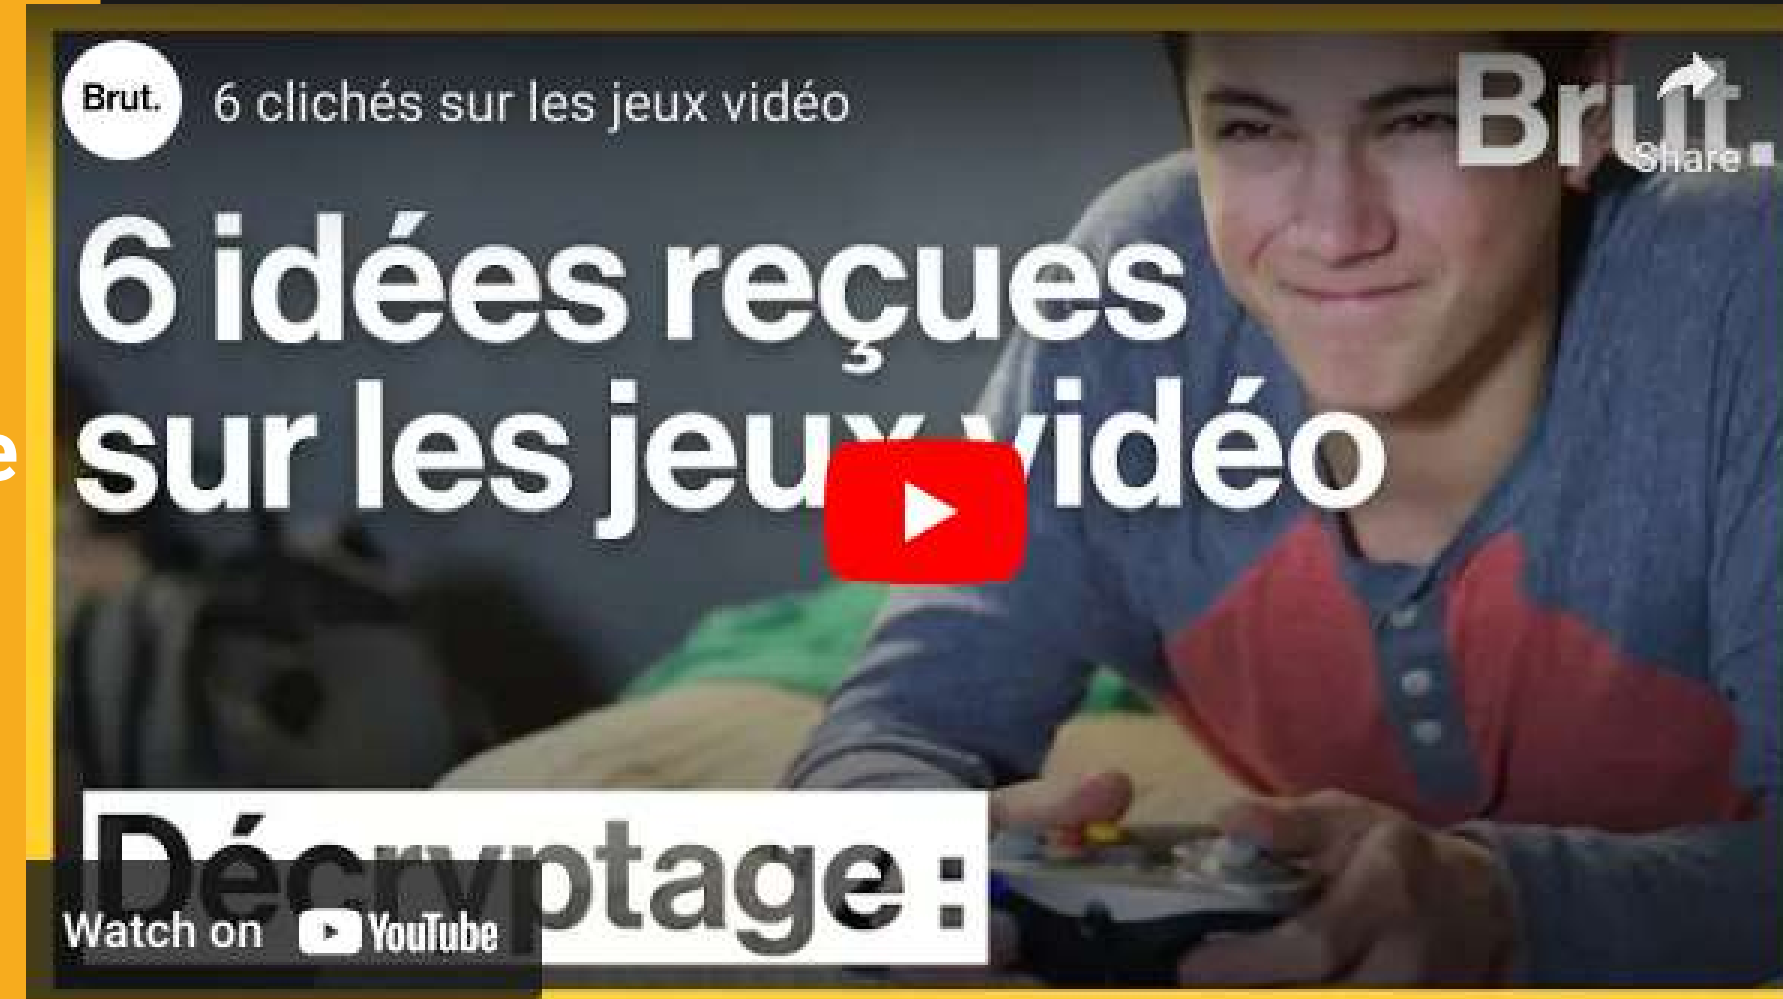 Brut.
6 clichés sur les jeux vidéo
Brut.
Share
6 idées reçues
sur les jeux vidéo
e
Décryptage :
Watch on YouTube